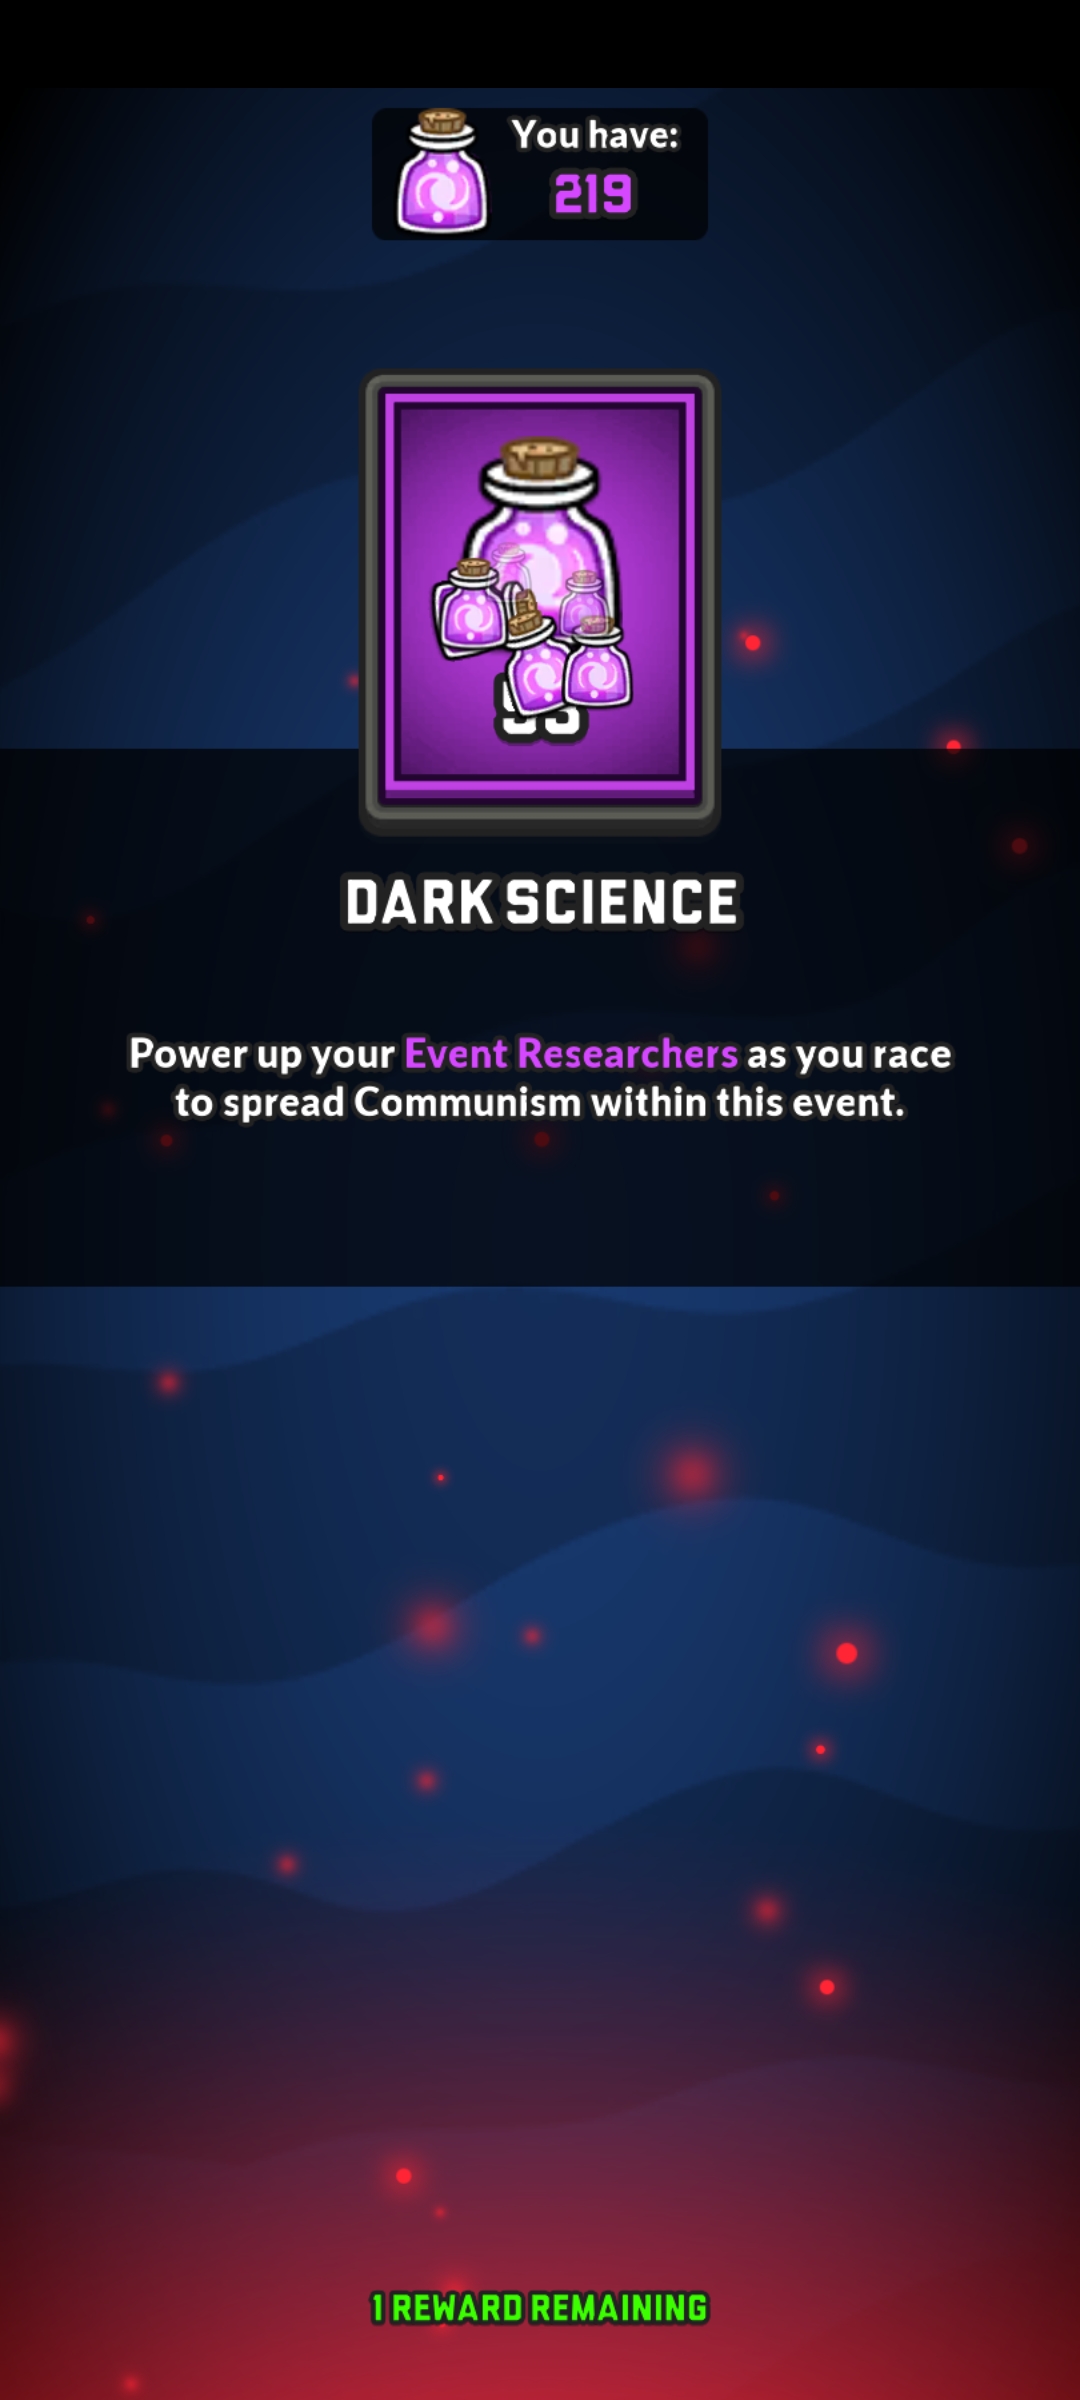 You have:
219
DARK SCIENCE
Power up your Event Researchers as you race
to spread Communism within this event.
1 REWARD REMAINING